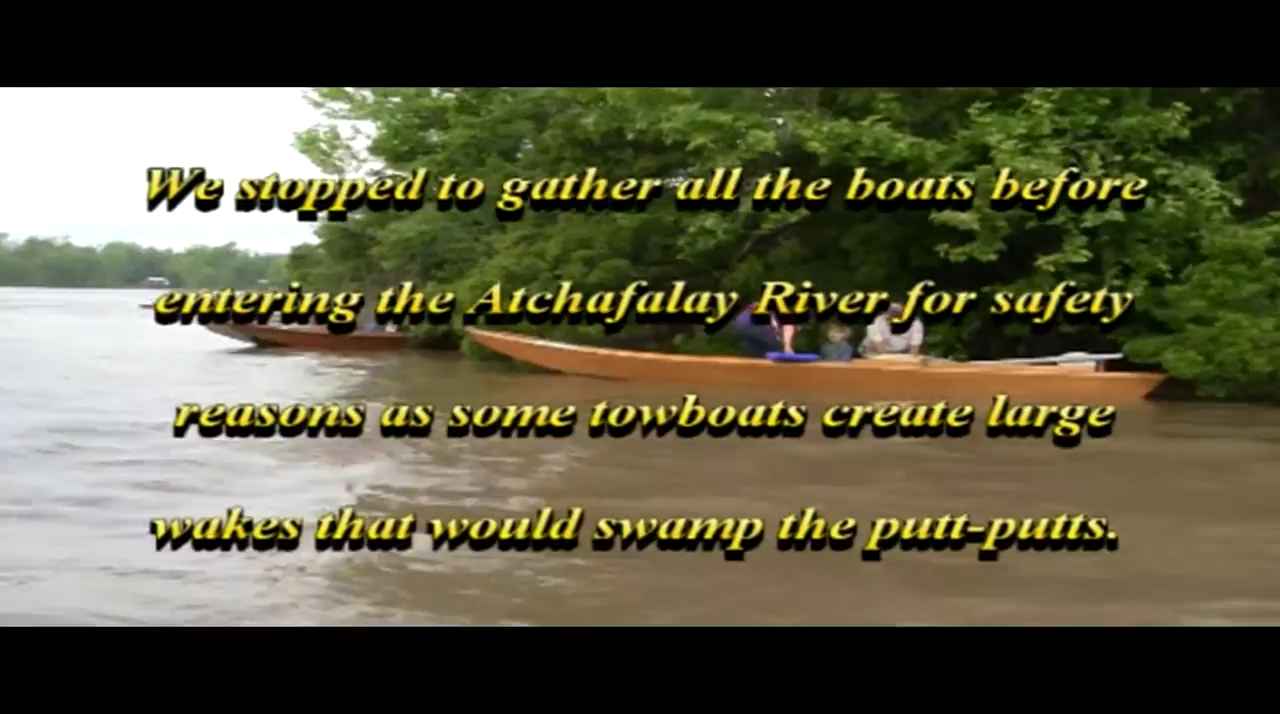 We stopped to gather all the boats before
entering the Atchafalay River for safety
reasons as some towboats create large
wakes that would swamp the putt-putts.